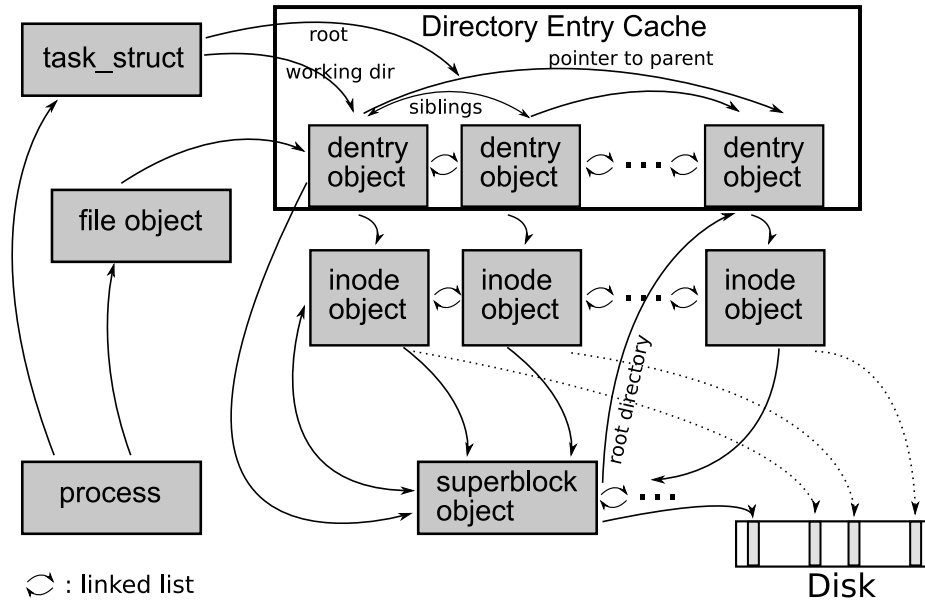 Directory Entry Cache
task_struct
root
working dir
pointer to parent
siblings
dentry
object
dentry
object
dentry
object
file object
inode
object
inode
object
inode
object
root directory
process
superblock
object
Disk
: linked list